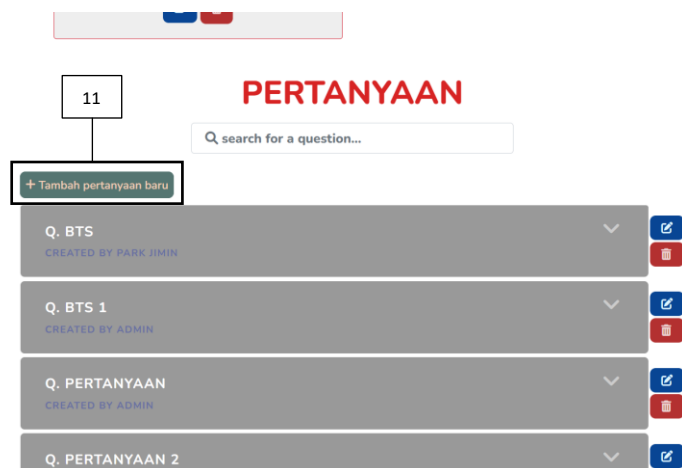 PERTANYAAN
11
search for a question...
+ Tambah pertanyaan baru
Q. BTS
CREATED BY PARK JIMIN
Q. BTS 1
CREATED BY ADMIN
Q. PERTANYAAN
CREATED BY ADMIN
Q. PERTANYAAN 2